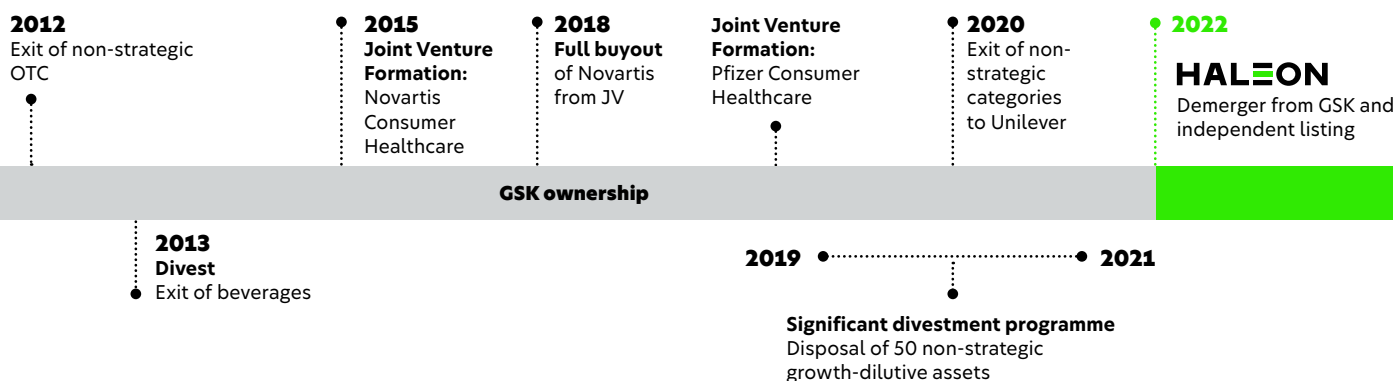 2012
Exit of non-strategic
OTC
2015
Joint Venture
Formation:
Novartis
Consumer
Healthcare
2018
Full buyout
of Novartis
from JV
Joint Venture
Formation:
Pfizer Consumer
Healthcare
2020
Exit of non-
strategic
categories
to Unilever
2022
HALEON
Demerger from GSK and
independent listing
GSK ownership
2013
Divest
Exit of beverages
2019
2021
Significant divestment programme
Disposal of 50 non-strategic
growth-dilutive assets